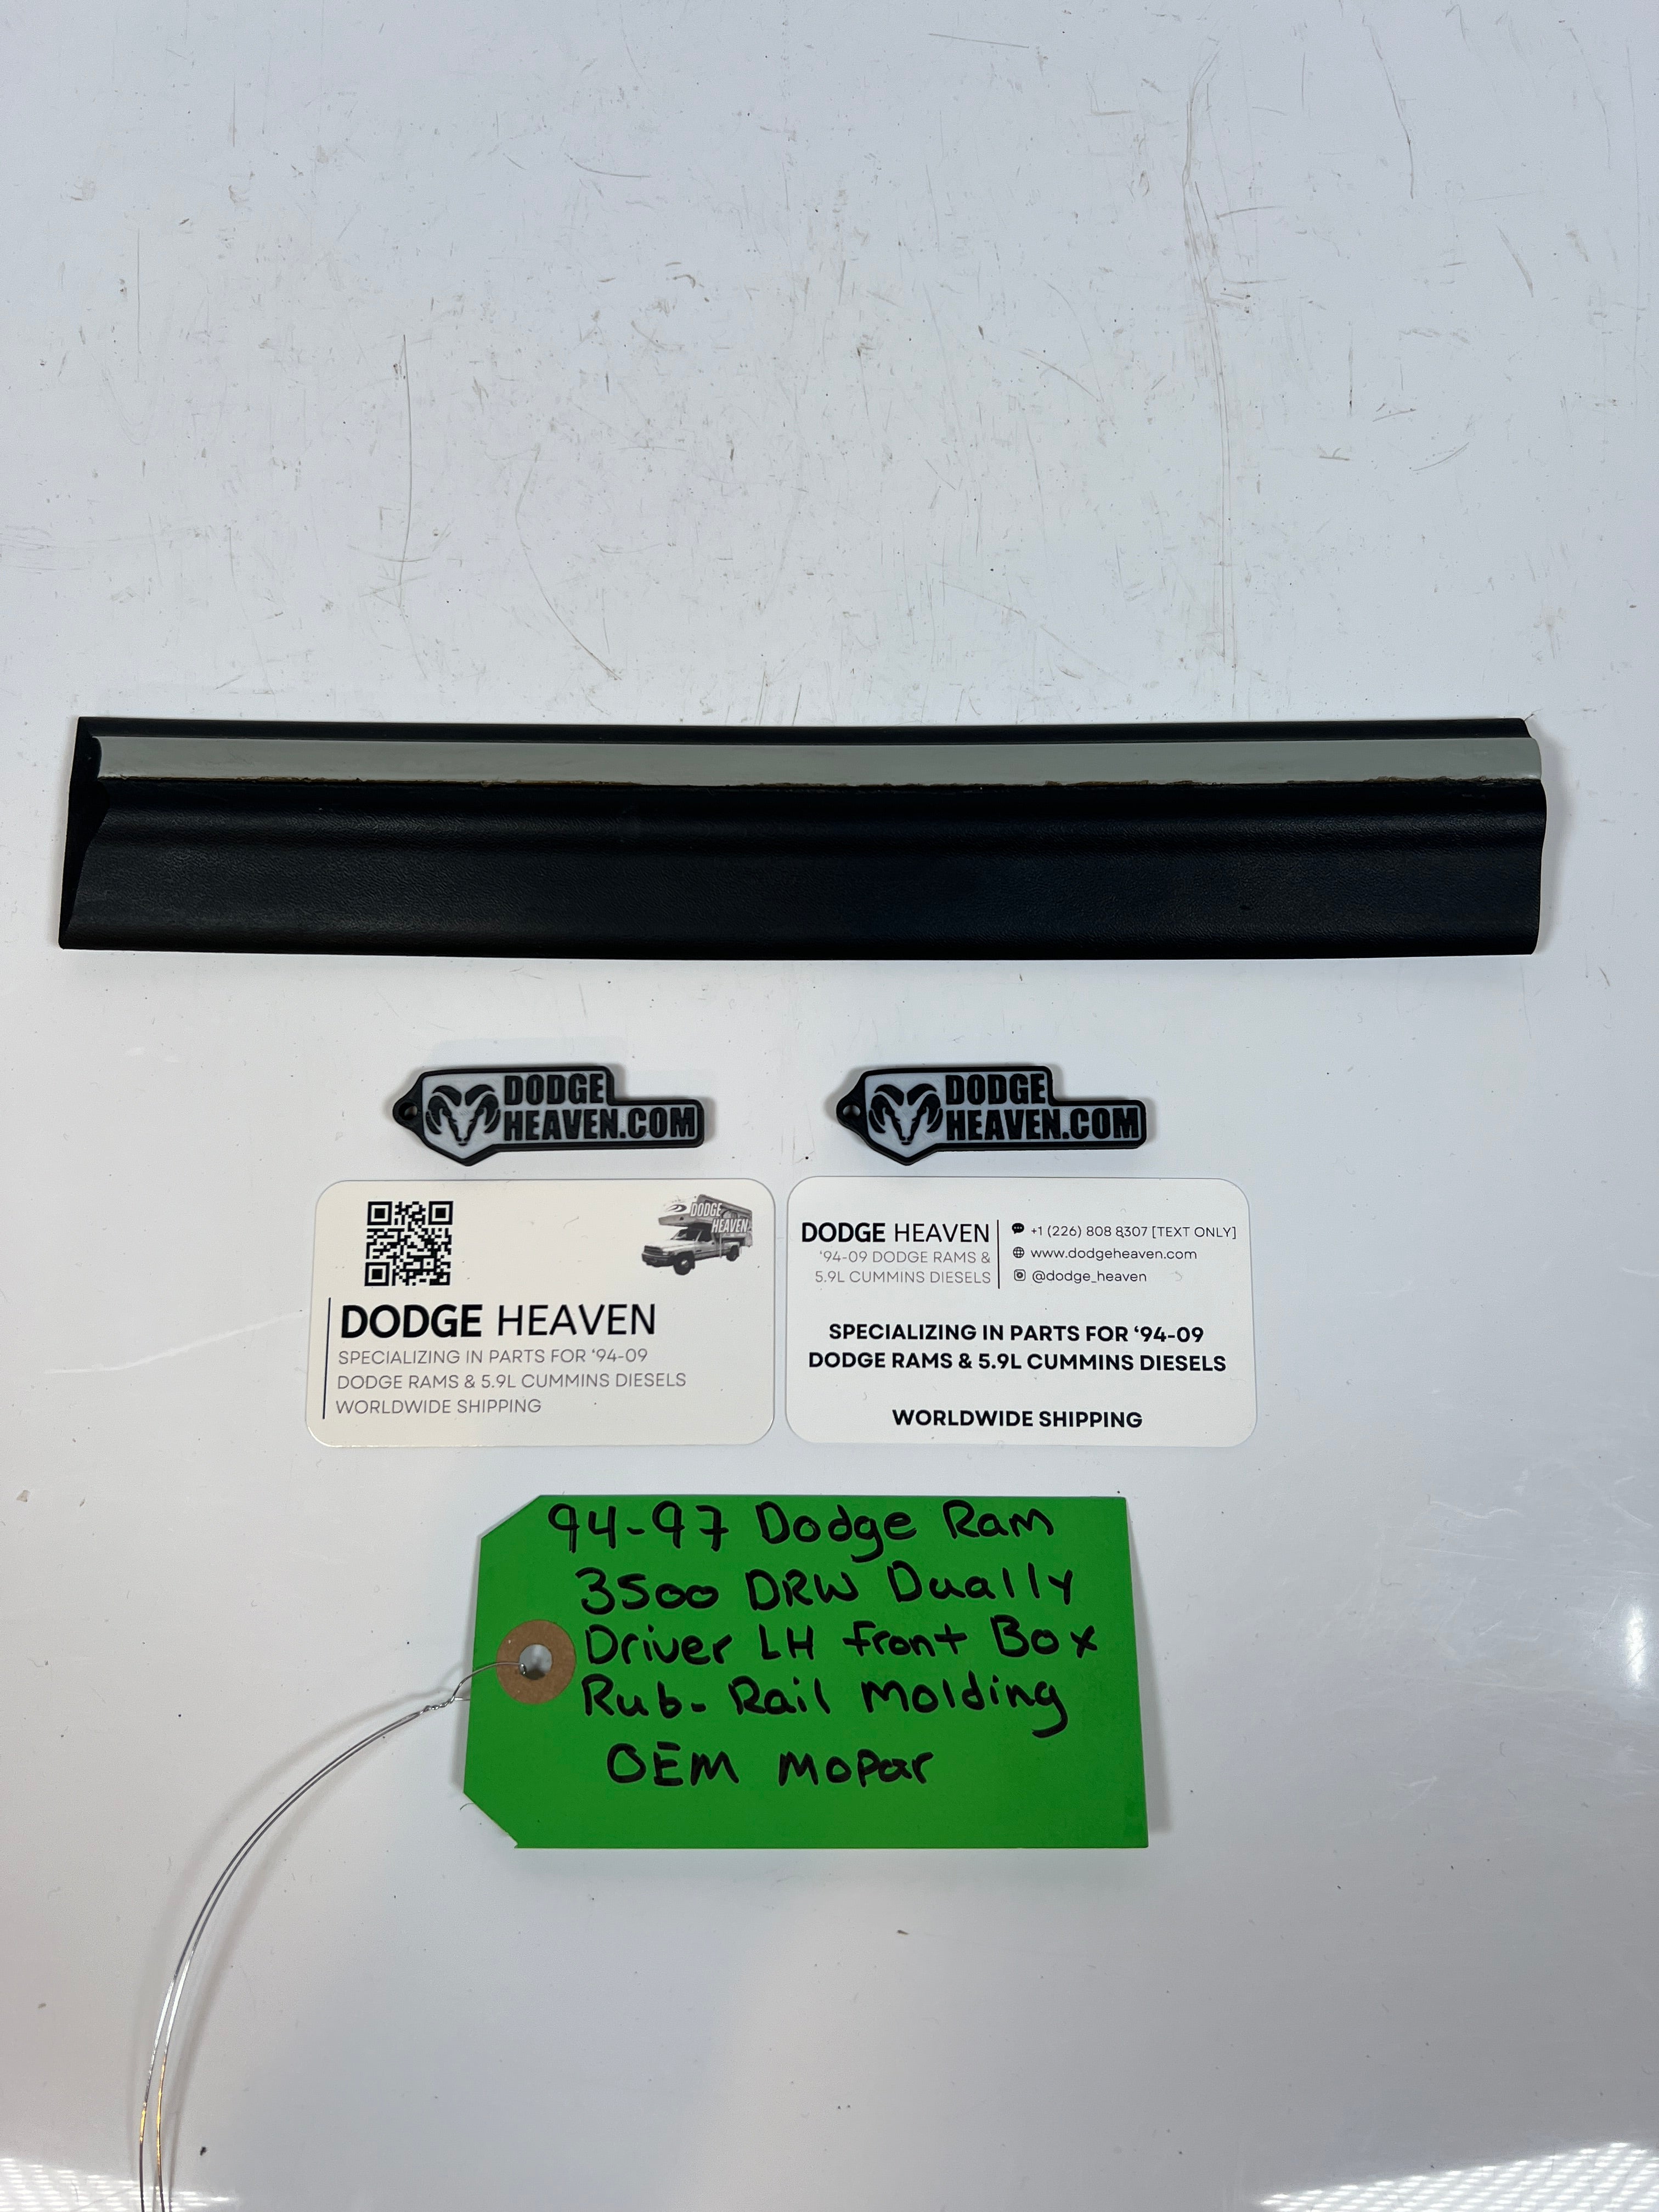 DODGE
HEAVEN.COM
DODGE
HEAVEN.COM
DODGE
HEAVEN
DODGE HEAVEN
SPECIALIZING IN PARTS FOR ‘94-09
DODGE RAMS & 5.9L CUMMINS DIESELS
WORLDWIDE SHIPPING
DODGE HEAVEN
‘94-09 DODGE RAMS &
5.9L CUMMINS DIESELS
+1 (226) 808 8307 [TEXT ONLY]
www.dodgeheaven.com
@dodge_heaven
SPECIALIZING IN PARTS FOR ‘94-09
DODGE RAMS & 5.9L CUMMINS DIESELS
WORLDWIDE SHIPPING
94-97 Dodge Ram
3500 DRW Dually
Driver LH front Box
Rub-Rail Molding
OEM Mopar